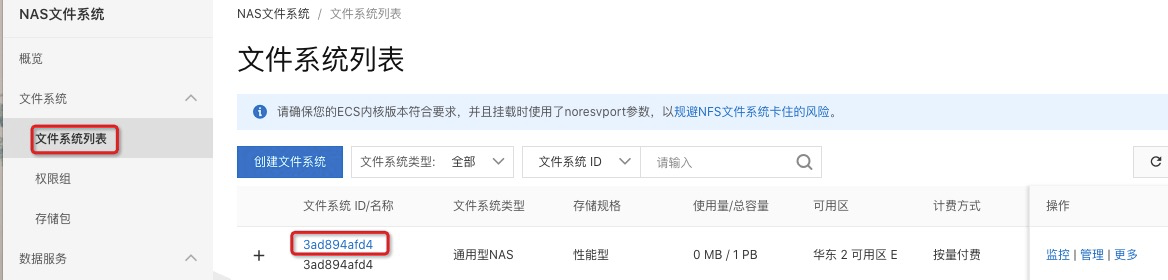 NAS文件系统
概览
文件系统
文件系统列表
权限组
存储包
数据服务
NAS文件系统 / 文件系统列表
文件系统列表
请确保您的ECS内核版本符合要求，并且挂载时使用了noresvport参数，以规避NFS文件系统卡住的风险。
创建文件系统 文件系统类型: 全部 文件系统 ID 请输入
文件系统 ID/名称 文件系统类型 存储规格 使用量/总容量 可用区 计费方式 操作
3ad894afd4
3ad894afd4
+ 通用型NAS 性能型 0 MB / 1 PB 华东 2 可用区 E 按量付费 监控 | 管理 | 更多